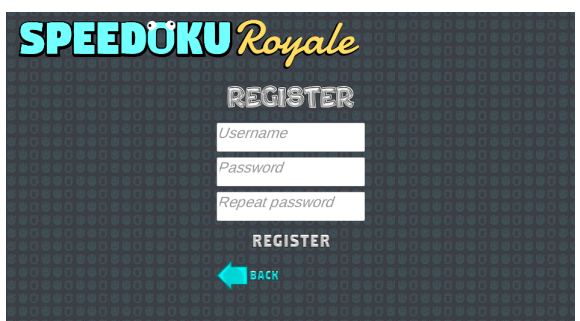 SPEEDOKU Royale
REGISTER
Username
Password
Repeat password
REGISTER
BACK